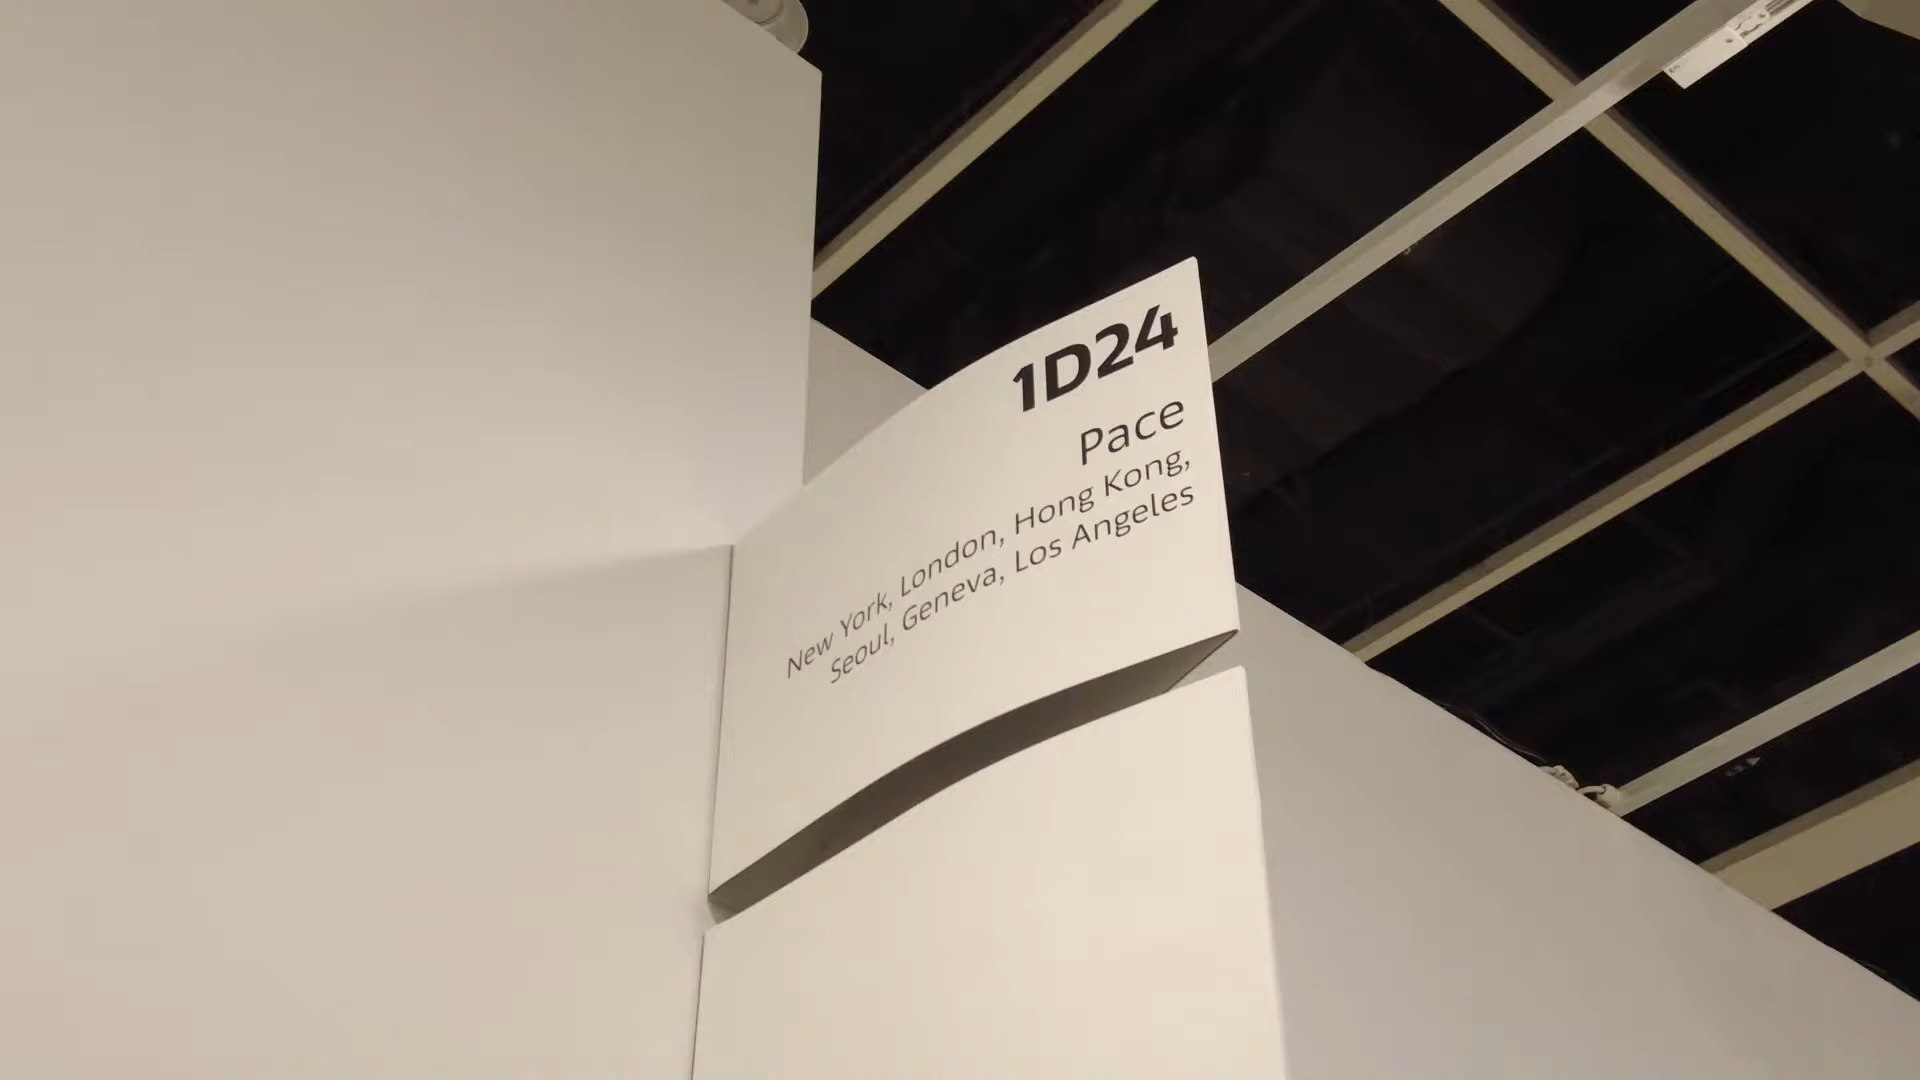 1D24
Pace
New York, London, Hong Kong,
Seoul, Geneva, Los Angeles